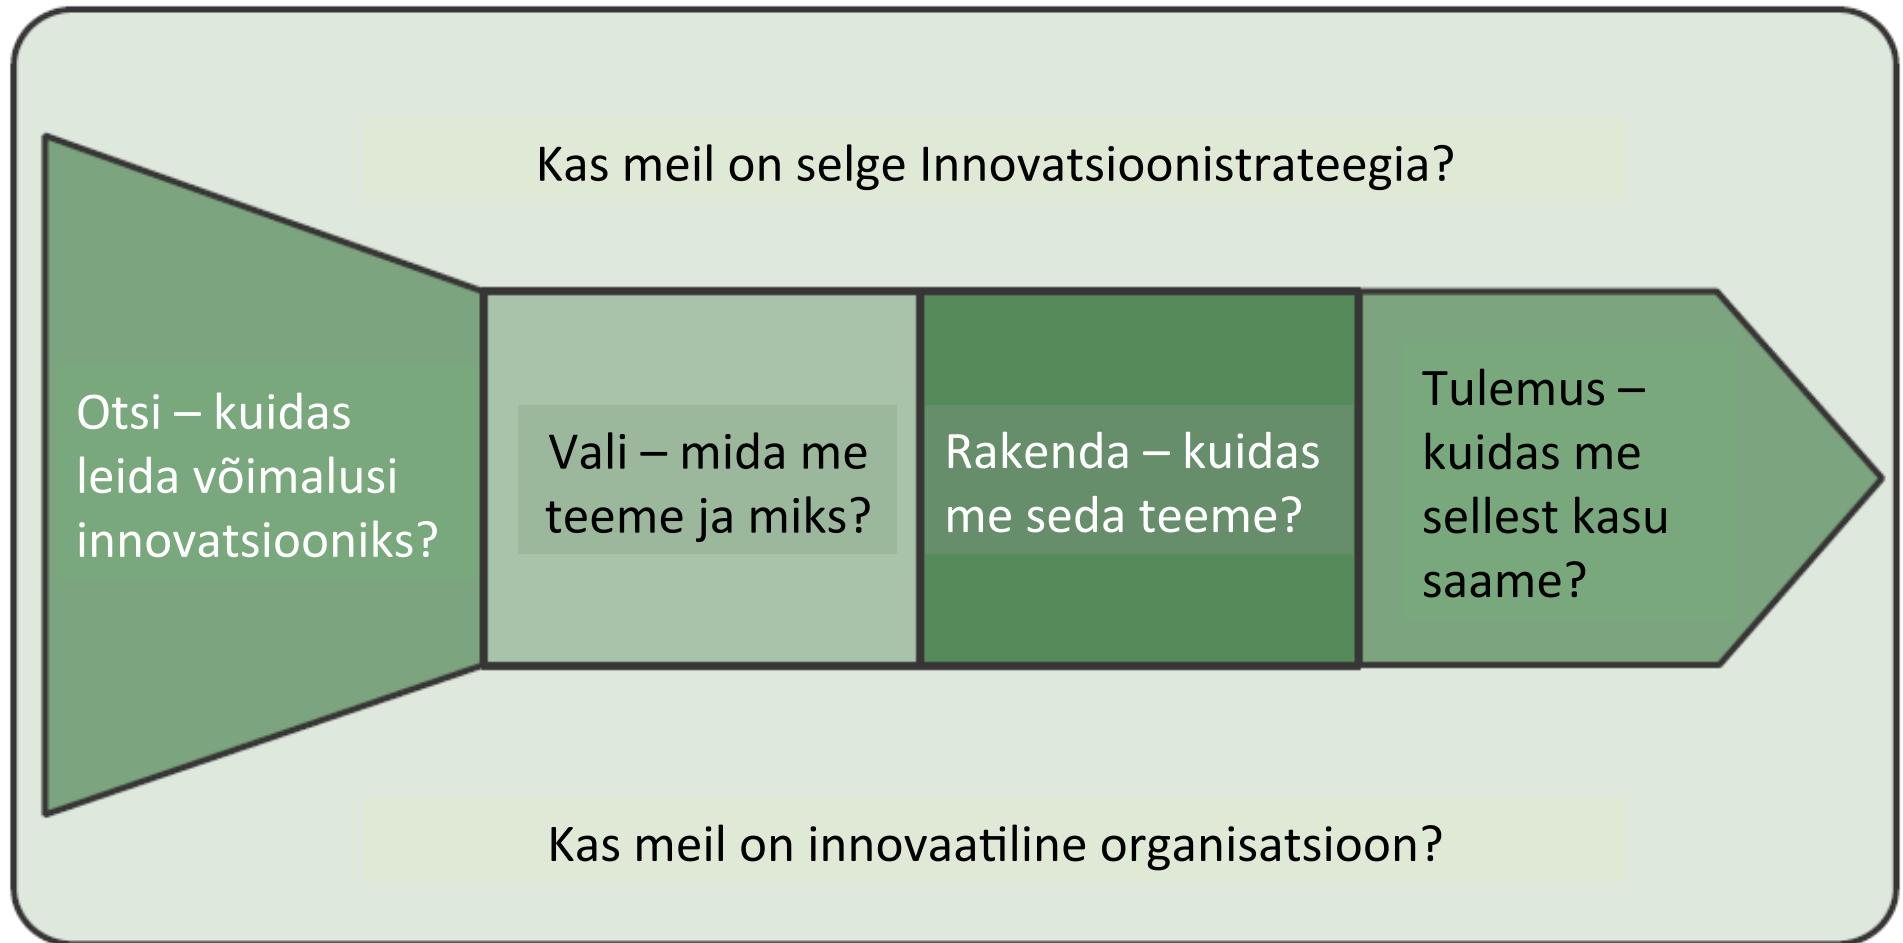 Kas meil on selge Innovatsioonistrateegia?
Otsi – kuidas
leida võimalusi
innovatsiooniks?
Vali – mida me
teeme ja miks?
Rakenda – kuidas
me seda teeme?
Tulemus –
kuidas me
sellest kasu
saame?
Kas meil on innovaatiline organisatsioon?